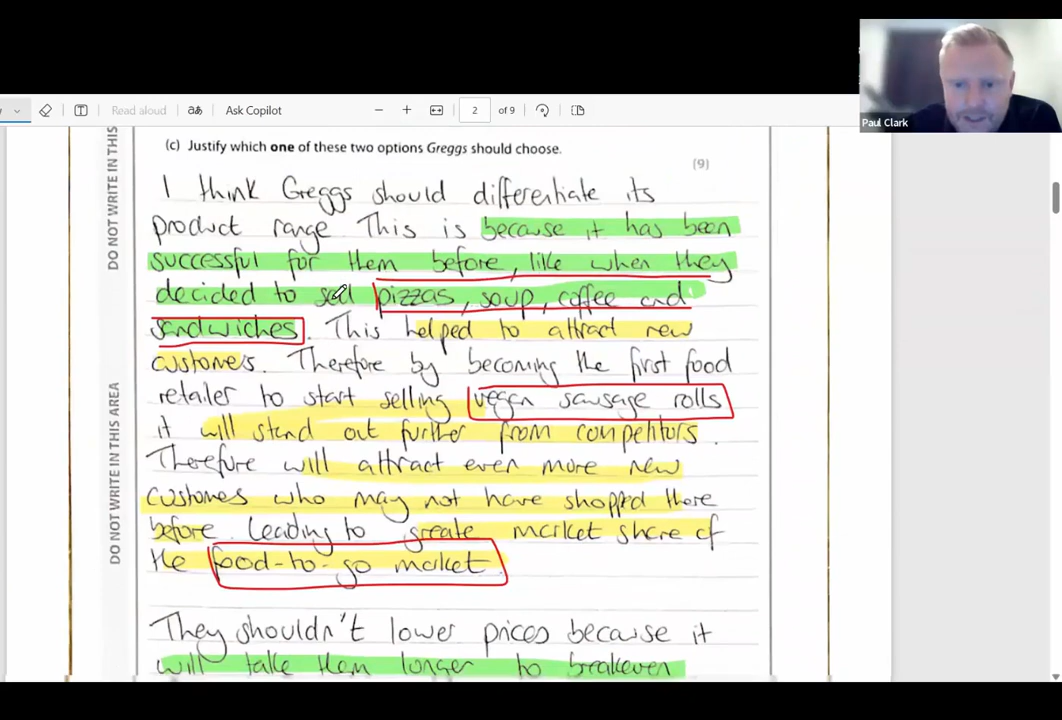 Read aloud
Ask Copilot
2 of 9
Paul Clark
DO NOT WRITE IN THIS
DO NOT WRITE IN THIS AREA
(c) Justify which one of these two options Greggs should choose.
(9)
I think Greggs should differentiate its
product range. This is because it has been
successful for them before, like when they
decided to sell pizzas, soup, coffee and
sandwiches. This helped to attract new
customers. Therefore by becoming the first food
retailer to start selling vegan sausage rolls
it will stand out further from competitors.
Therefore will attract even more new
customes who may not have shopped there
before. Leading to greate market share of
the food-to-go market.
They shouldn't lower prices because it
will take them longer to breakeven